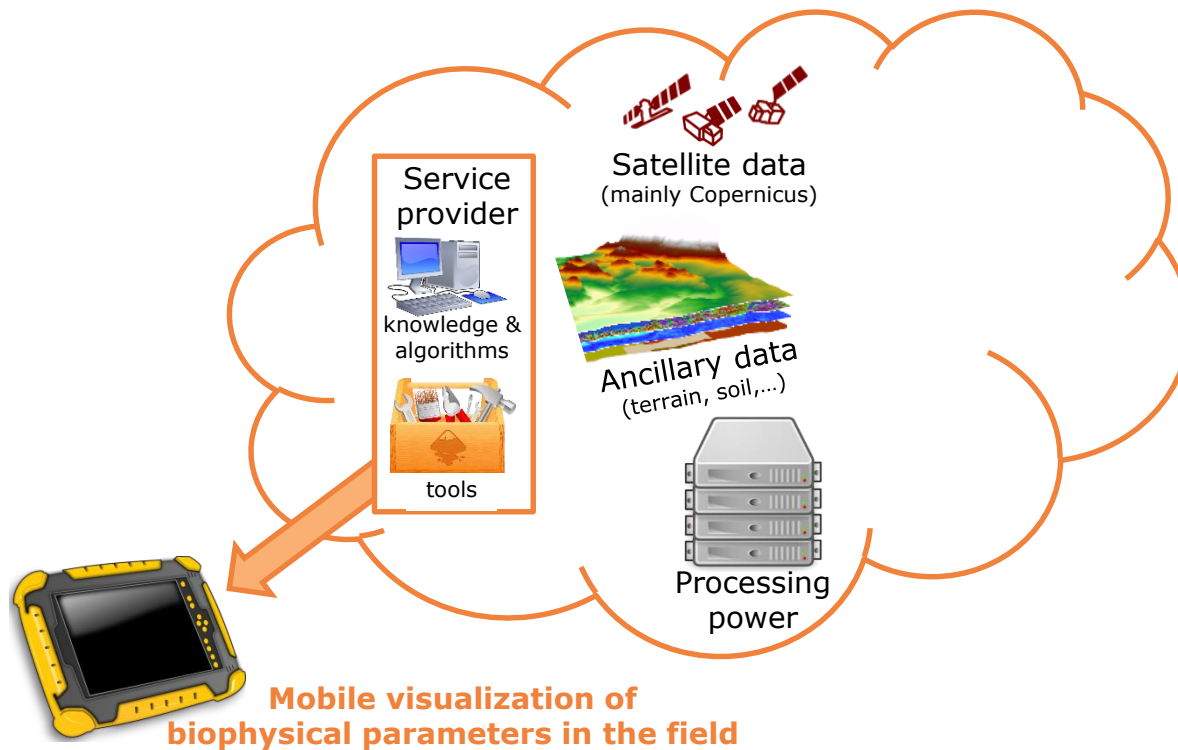 Satellite data
(mainly Copernicus)
Service
provider
knowledge &
algorithms
tools
Ancillary data
(terrain, soil,...)
Processing
power
Mobile visualization of
biophysical parameters in the field